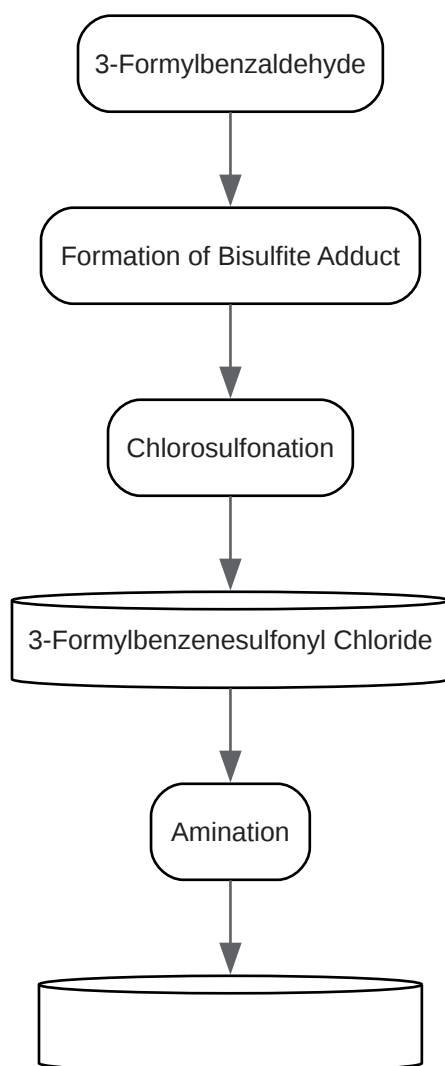 3-Formylbenzaldehyde
Formation of Bisulfite Adduct
Chlorosulfonation
3-Formylbenzenesulfonyl Chloride
Amination